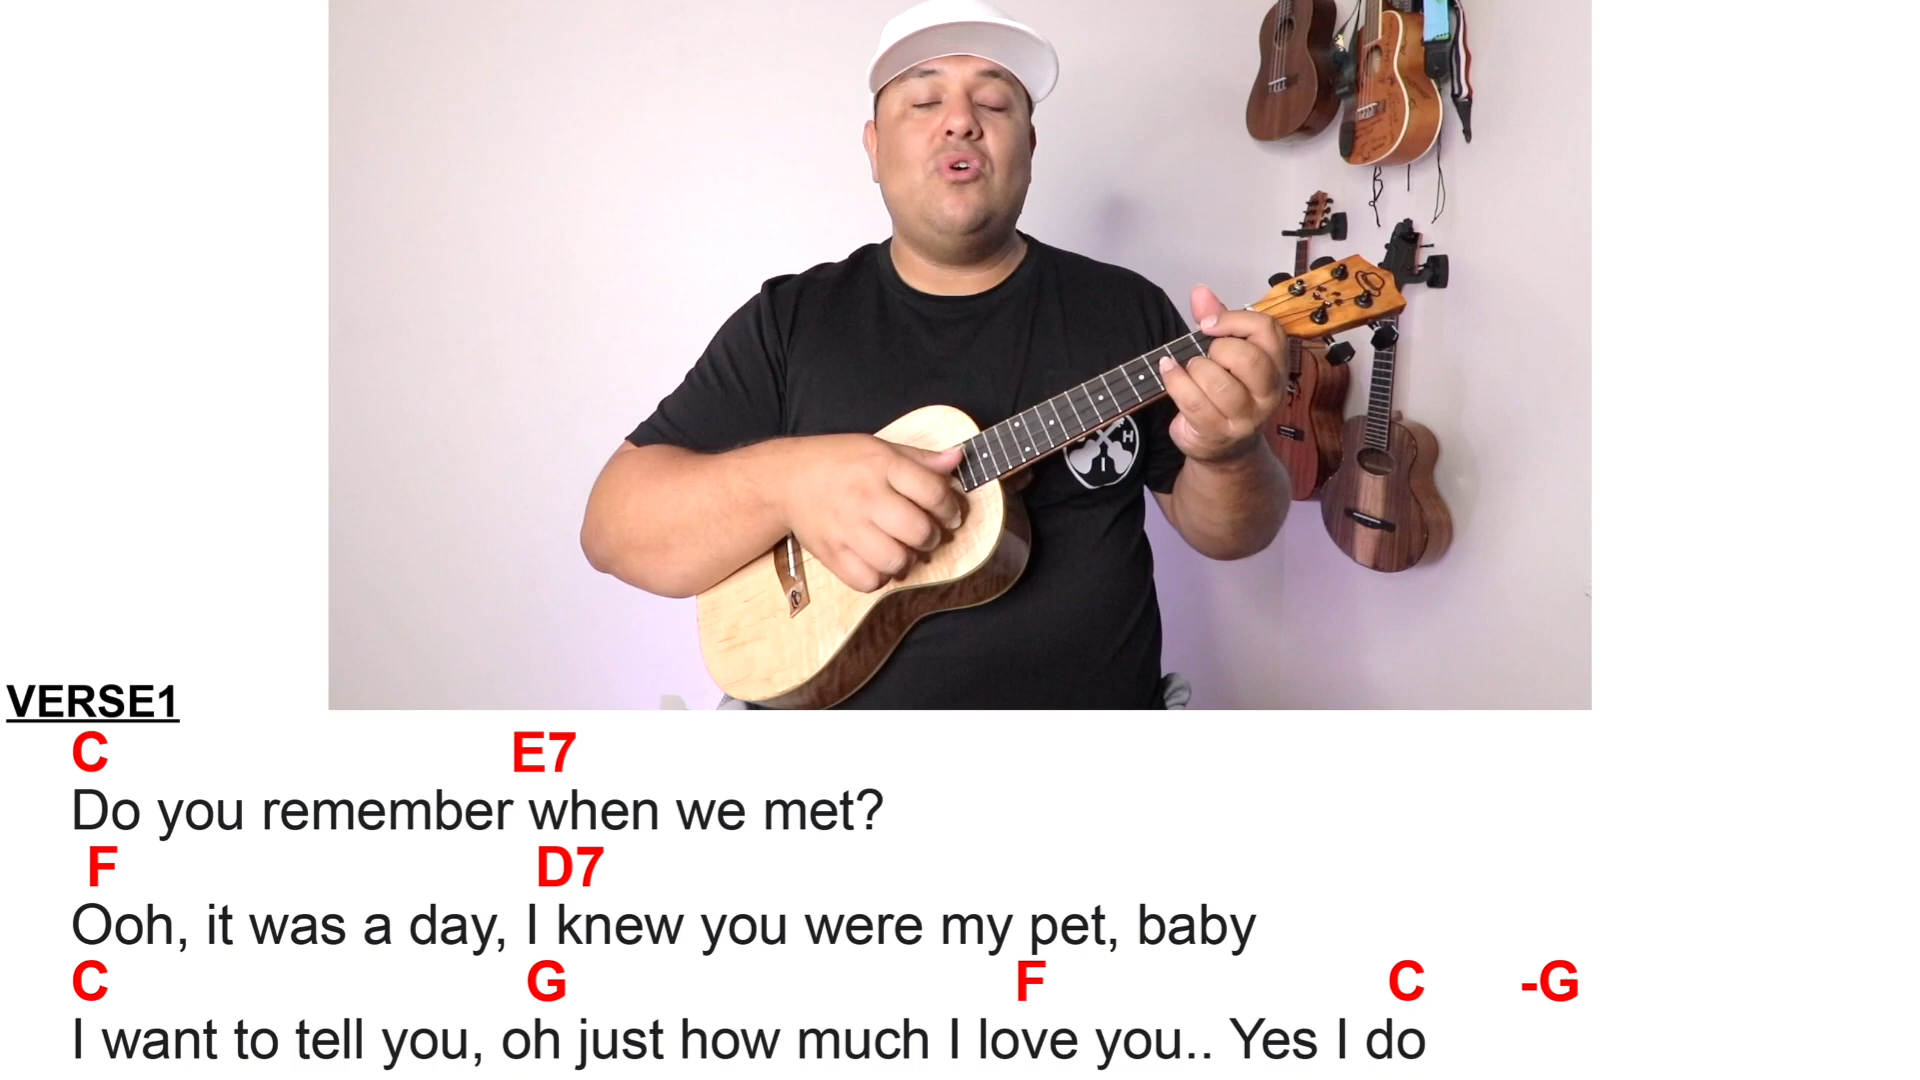 H
I
VERSE1
C E7
Do you remember when we met?
F D7
Ooh, it was a day, I knew you were my pet, baby
C G F C -G
I want to tell you, oh just how much I love you.. Yes I do